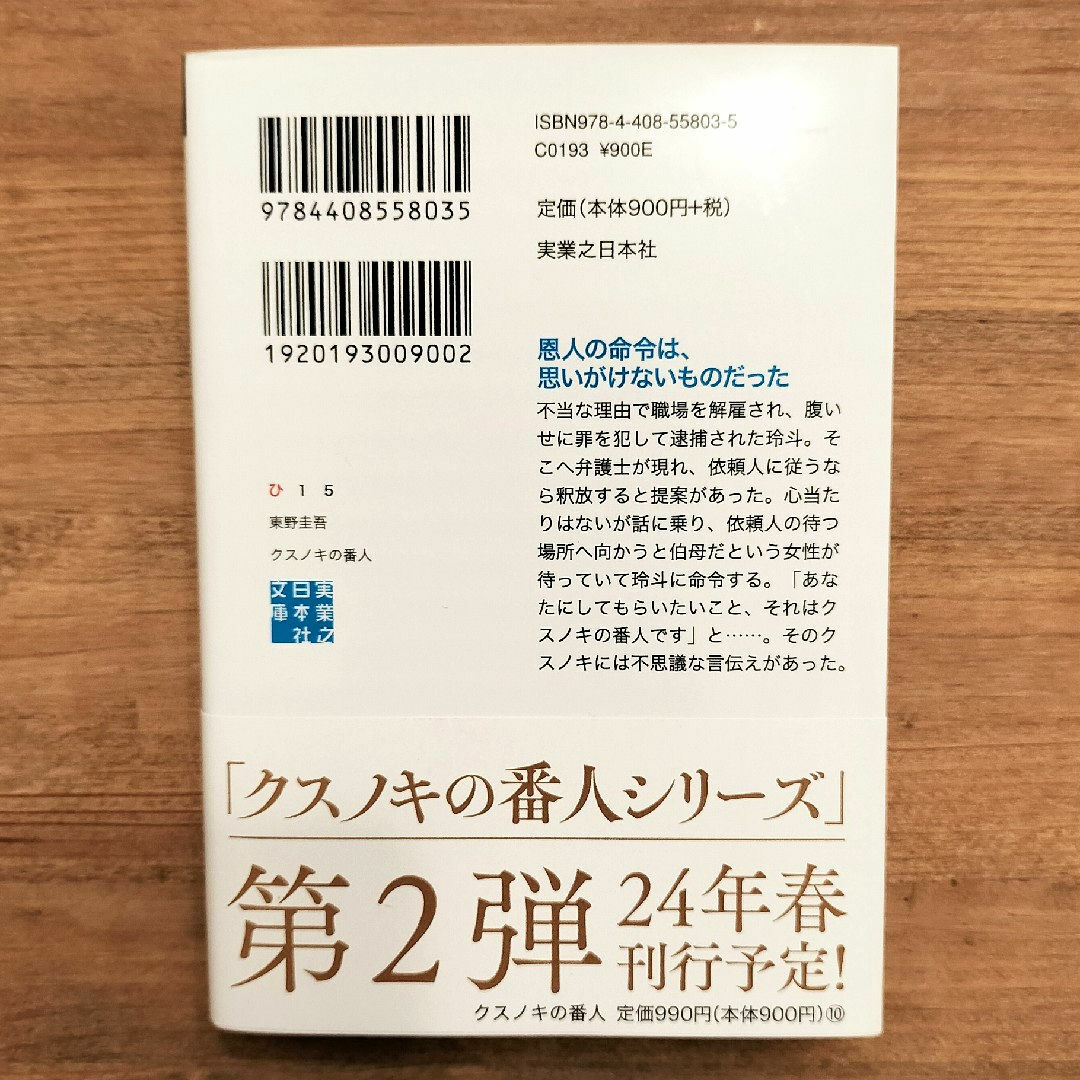 ISBN978-4-408-55803-5
C0193 ¥900E
9784408558035
定価(本体900円+税)
実業之日本社
1920193009002
恩人の命令は、
思いがけないものだった
不当な理由で職場を解雇され、腹い
せに罪を犯して逮捕された玲斗。そ
こへ弁護士が現れ、依頼人に従うな
ら釈放すると提案があった。心当た
りはないが話に乗り、依頼人の待つ
場所へ向かうと伯母だという女性が
待っていて玲斗に命令する。「あな
たにしてもらいたいこと、それはク
スノキの番人です」と……。そのク
スノキには不思議な言伝えがあった。
ひ 1 5
東野圭吾
クスノキの番人
実業之
日本社
文庫
「クスノキの番人シリーズ」
第2弾 24年春
刊行予定!
クスノキの番人 定価990円(本体900円)⑩